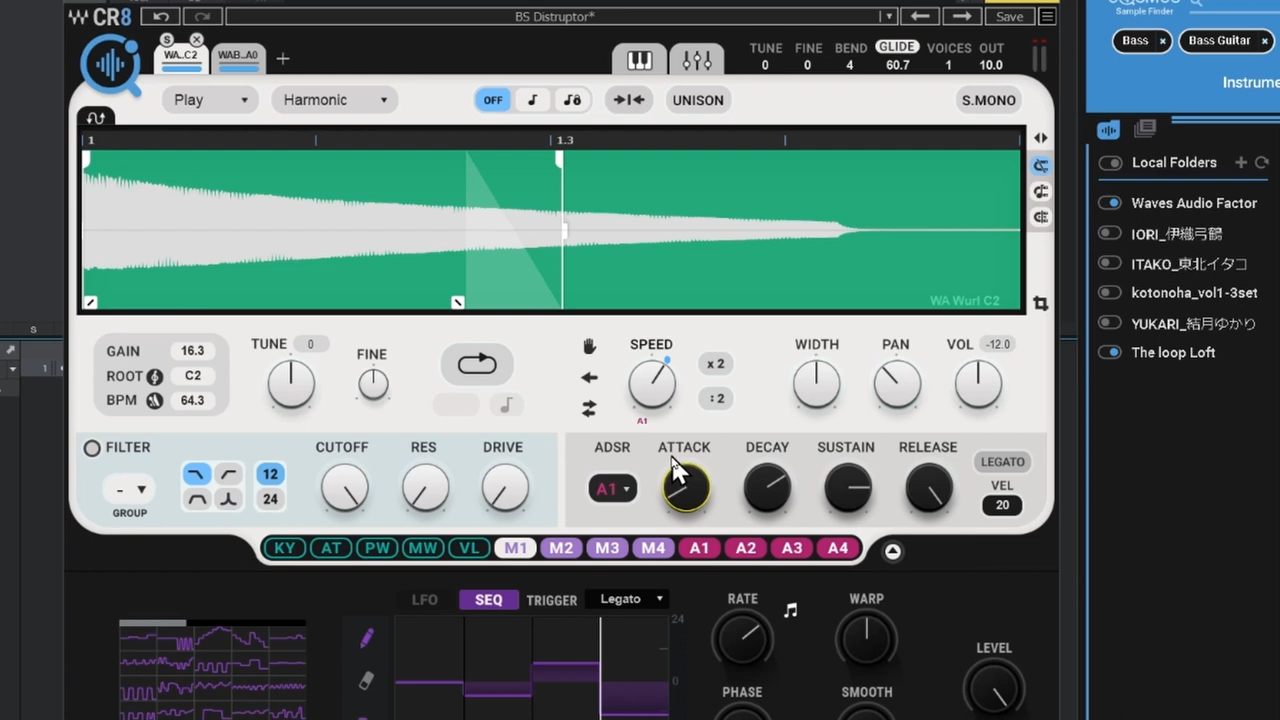 CR8
BS Distruptor*
Save
Sample Finder
WA..C2
WAB..A0
S
TUNE FINE BEND GLIDE VOICES OUT
0 0 4 60.7 1 10.0
Bass ×
Bass Guitar ×
Play
Harmonic
OFF
UNISON
S.MONO
Instrume
1
1.3
WA Wurl C2
Local Folders
Waves Audio Factor
IORI_伊織弓鶴
ITAKO_東北イタコ
kotonoha_vol1-3set
YUKARI_結月ゆかり
The loop Loft
S
1
GAIN 16.3
ROOT C2
BPM 64.3
TUNE 0
FINE
SPEED
x 2
: 2
A1
WIDTH
PAN
VOL -12.0
FILTER
-
GROUP
12
24
CUTOFF
RES
DRIVE
ADSR
A1
ATTACK
DECAY
SUSTAIN
RELEASE
LEGATO
VEL
20
KY AT PW MW VL M1 M2 M3 M4 A1 A2 A3 A4
LFO
SEQ
TRIGGER
Legato
24
0
RATE
WARP
LEVEL
PHASE
SMOOTH